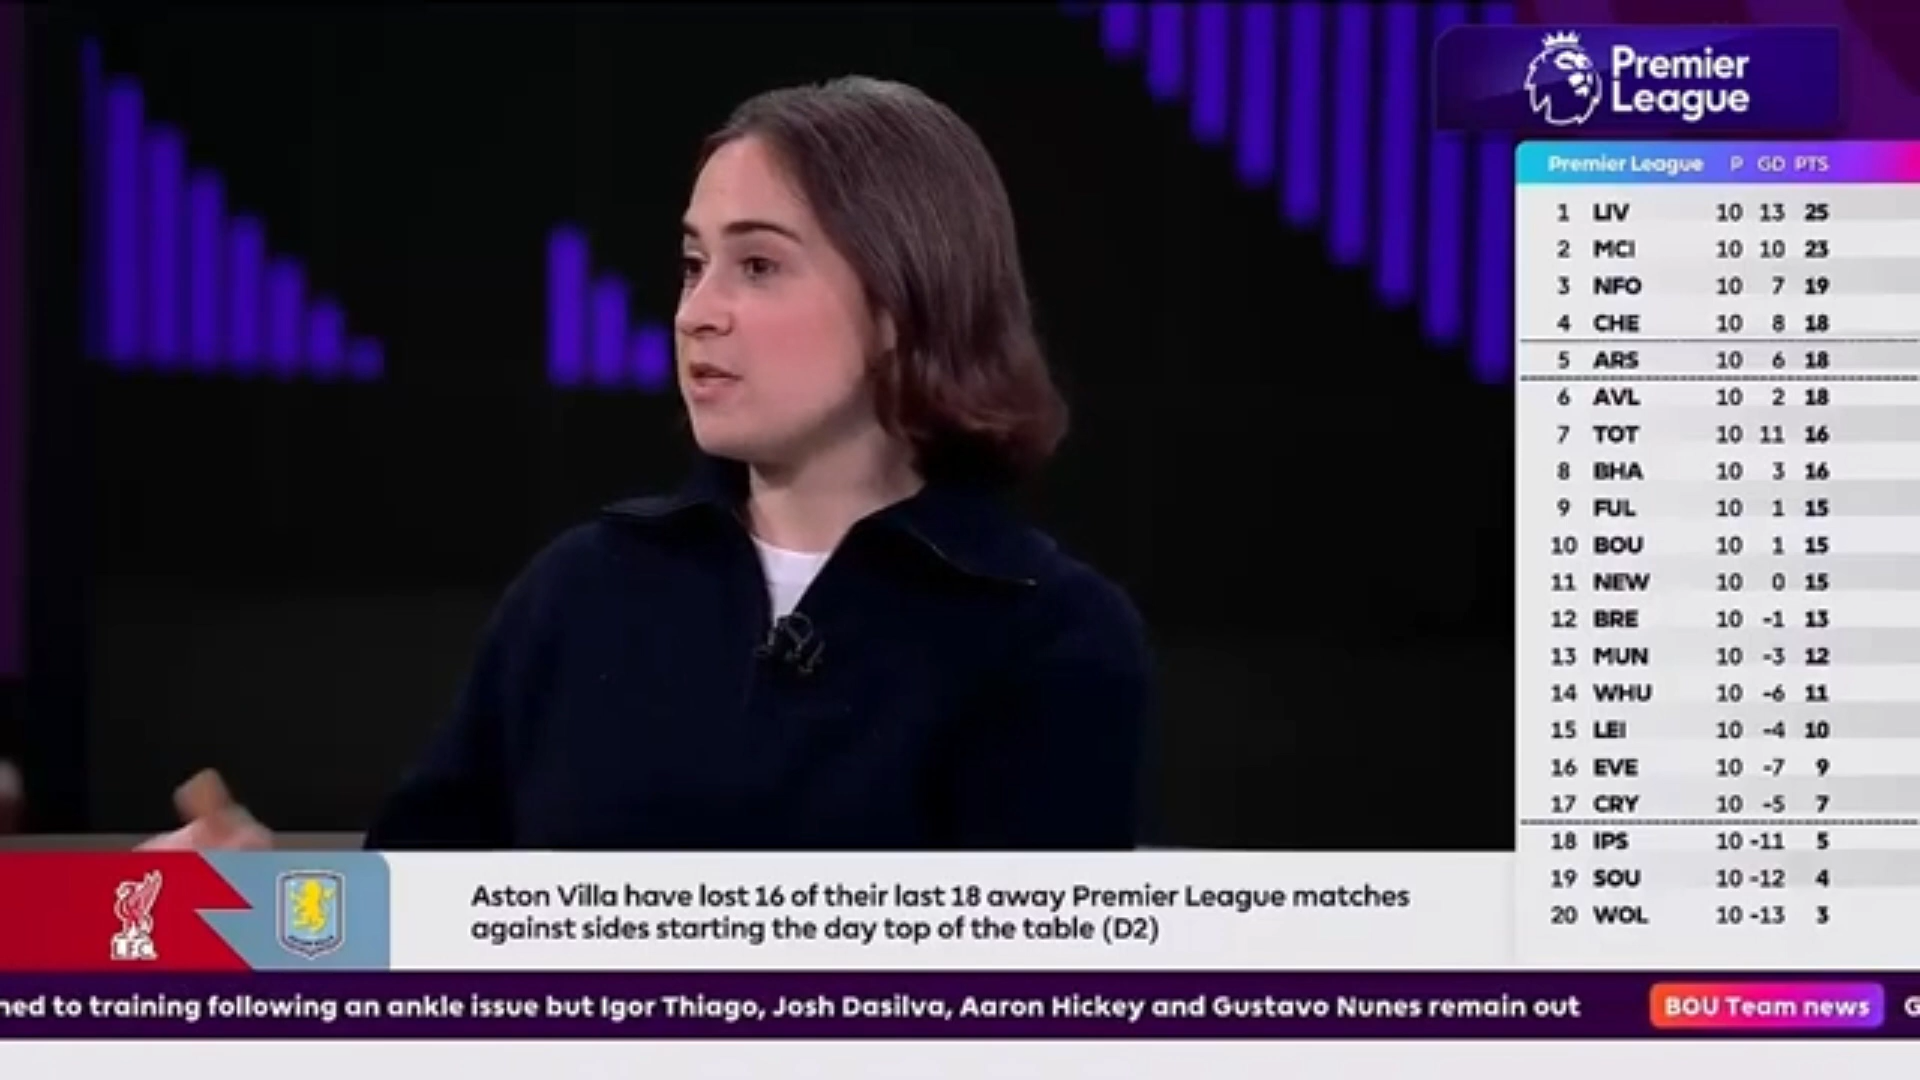 Premier
League
Premier League P GD PTS
1 LIV 10 13 25
2 MCI 10 10 23
3 NFO 10 7 19
4 CHE 10 8 18
5 ARS 10 6 18
6 AVL 10 2 18
7 TOT 10 11 16
8 BHA 10 3 16
9 FUL 10 1 15
10 BOU 10 1 15
11 NEW 10 0 15
12 BRE 10 -1 13
13 MUN 10 -3 12
14 WHU 10 -6 11
15 LEI 10 -4 10
16 EVE 10 -7 9
17 CRY 10 -5 7
18 IPS 10 -11 5
19 SOU 10 -12 4
20 WOL 10 -13 3
L.F.C.
Aston Villa have lost 16 of their last 18 away Premier League matches
against sides starting the day top of the table (D2)
ned to training following an ankle issue but Igor Thiago, Josh Dasilva, Aaron Hickey and Gustavo Nunes remain out BOU Team news G